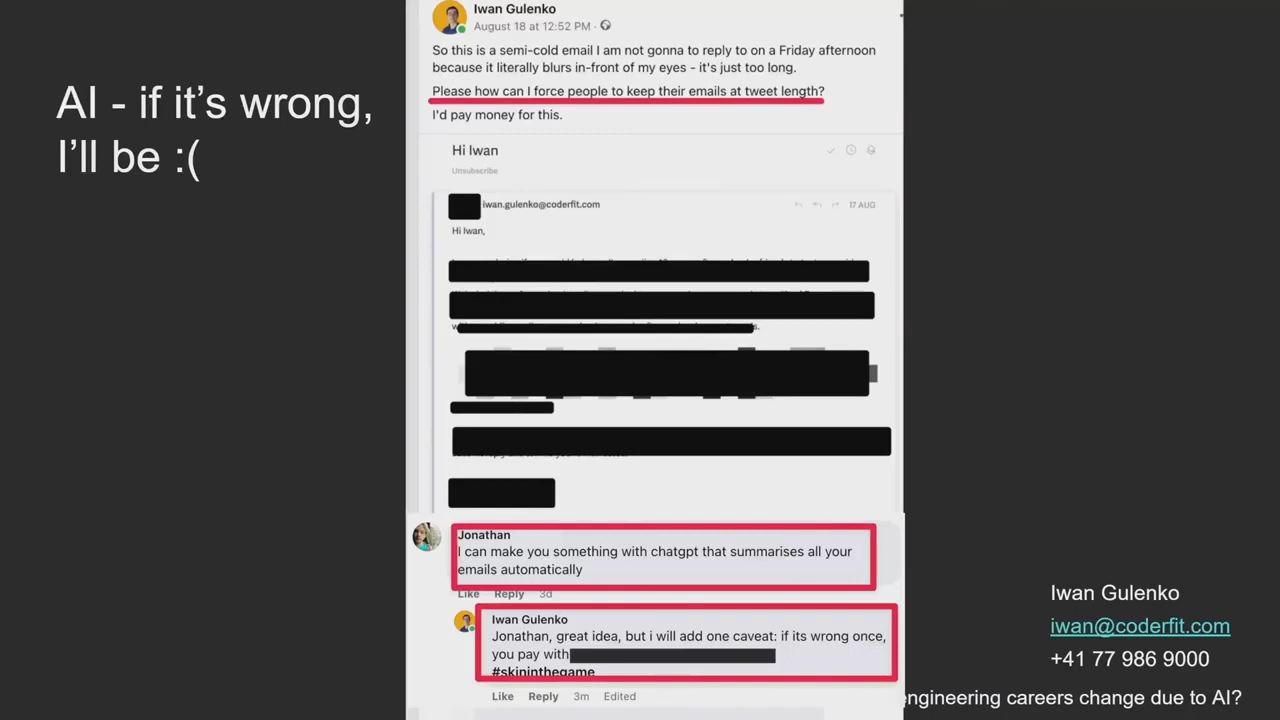 AI - if it's wrong,
I'll be :(
Iwan Gulenko
August 18 at 12:52 PM
So this is a semi-cold email I am not gonna to reply to on a Friday afternoon
because it literally blurs in-front of my eyes - it's just too long.
Please how can I force people to keep their emails at tweet length?
I'd pay money for this.
Hi Iwan
Unsubscribe
iwan.gulenko@coderfit.com
17 AUG
Hi Iwan,
Jonathan
I can make you something with chatgpt that summarises all your
emails automatically
Like Reply 3d
Iwan Gulenko
Jonathan, great idea, but i will add one caveat: if its wrong once,
you pay with
#skininthegame
Like Reply 3m Edited
Iwan Gulenko
iwan@coderfit.com
+41 77 986 9000
engineering careers change due to AI?